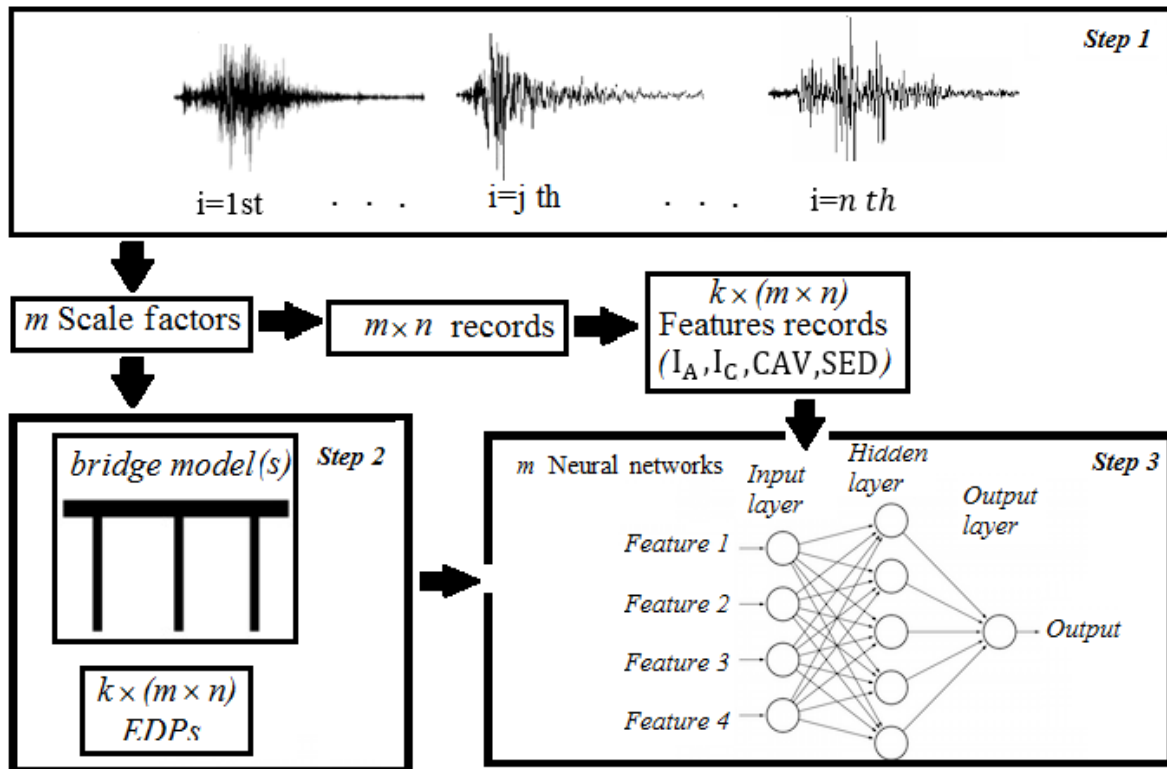 Step 1
i=1st . . . i=j th . . . i=n th
m Scale factors
m × n records
k × (m × n)
Features records
(I_A,I_C,CAV,SED)
Step 2
bridge model(s)
k × (m × n)
EDPs
Step 3
m Neural networks
Input
layer
Hidden
layer
Output
layer
Feature 1
Feature 2
Feature 3
Feature 4
Output